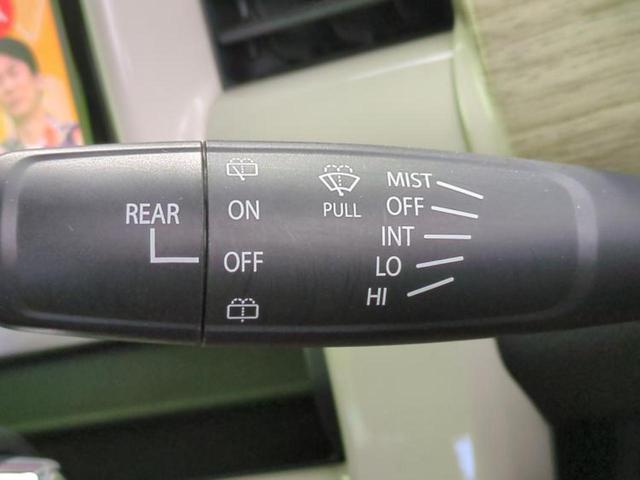 REAR
ON
OFF
PULL
MIST
OFF
INT
LO
HI